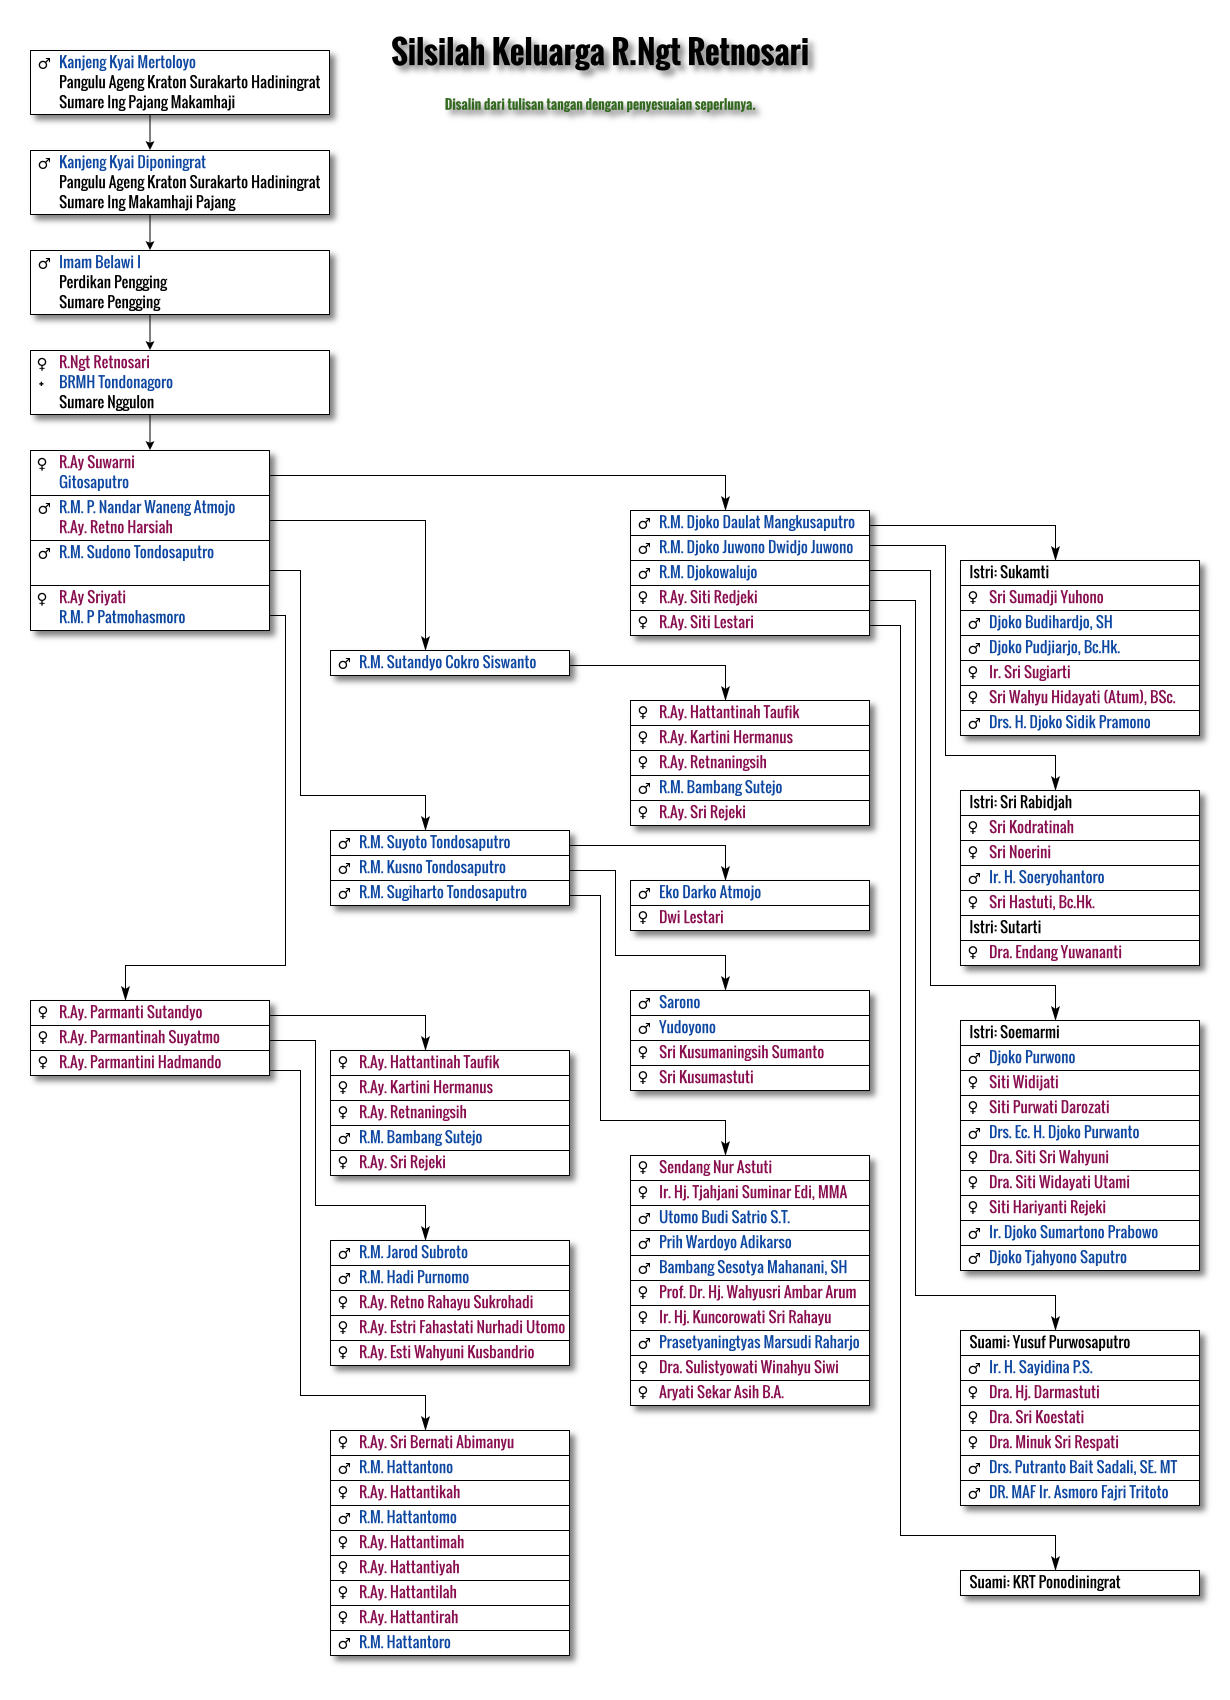 Silsilah Keluarga R.Ngt Retnosari
Disalin dari tulisan tangan dengan penyesuaian seperlunya.
♂ Kanjeng Kyai Mertoloyo
Pangulu Ageng Kraton Surakarto Hadiningrat
Sumare Ing Pajang Makamhaji
♂ Kanjeng Kyai Diponingrat
Pangulu Ageng Kraton Surakarto Hadiningrat
Sumare Ing Makamhaji Pajang
♂ Imam Belawi I
Perdikan Pengging
Sumare Pengging
♀ R.Ngt Retnosari
+ BRMH Tondonagoro
Sumare Nggulon
♀ R.Ay Suwarni
Gitosaputro
♂ R.M. P. Nandar Waneng Atmojo
R.Ay. Retno Harsiah
♂ R.M. Sudono Tondosaputro
♀ R.Ay Sriyati
R.M. P Patmohasmoro
♂ R.M. Djoko Daulat Mangkusaputro
♂ R.M. Djoko Juwono Dwidjo Juwono
♂ R.M. Djokowalujo
♀ R.Ay. Siti Redjeki
♀ R.Ay. Siti Lestari
Istri: Sukamti
♀ Sri Sumadji Yuhono
♂ Djoko Budihardjo, SH
♂ Djoko Pudjiarjo, Bc.Hk.
♀ Ir. Sri Sugiarti
♀ Sri Wahyu Hidayati (Atum), BSc.
♂ Drs. H. Djoko Sidik Pramono
Istri: Sri Rabidjah
♀ Sri Kodratinah
♀ Sri Noerini
♂ Ir. H. Soeryohantoro
♀ Sri Hastuti, Bc.Hk.
Istri: Sutarti
♀ Dra. Endang Yuwananti
Istri: Soemarmi
♂ Djoko Purwono
♀ Siti Widijati
♀ Siti Purwati Darozati
♂ Drs. Ec. H. Djoko Purwanto
♀ Dra. Siti Sri Wahyuni
♀ Dra. Siti Widayati Utami
♀ Siti Hariyanti Rejeki
♂ Ir. Djoko Sumartono Prabowo
♂ Djoko Tjahyono Saputro
Suami: Yusuf Purwosaputro
♂ Ir. H. Sayidina P.S.
♀ Dra. Hj. Darmastuti
♀ Dra. Sri Koestati
♀ Dra. Minuk Sri Respati
♂ Drs. Putranto Bait Sadali, SE. MT
♂ DR. MAF Ir. Asmoro Fajri Tritoto
Suami: KRT Ponodiningrat
♂ R.M. Sutandyo Cokro Siswanto
♀ R.Ay. Hattantinah Taufik
♀ R.Ay. Kartini Hermanus
♀ R.Ay. Retnaningsih
♂ R.M. Bambang Sutejo
♀ R.Ay. Sri Rejeki
♂ R.M. Suyoto Tondosaputro
♂ R.M. Kusno Tondosaputro
♂ R.M. Sugiharto Tondosaputro
♂ Eko Darko Atmojo
♀ Dwi Lestari
♂ Sarono
♂ Yudoyono
♀ Sri Kusumaningsih Sumanto
♀ Sri Kusumastuti
♀ Sendang Nur Astuti
♀ Ir. Hj. Tjahjani Suminar Edi, MMA
♂ Utomo Budi Satrio S.T.
♂ Prih Wardoyo Adikarso
♂ Bambang Sesotya Mahanani, SH
♀ Prof. Dr. Hj. Wahyusri Ambar Arum
♀ Ir. Hj. Kuncorowati Sri Rahayu
♂ Prasetyaningtyas Marsudi Raharjo
♀ Dra. Sulistyowati Winahyu Siwi
♀ Aryati Sekar Asih B.A.
♀ R.Ay. Parmanti Sutandyo
♀ R.Ay. Parmantinah Suyatmo
♀ R.Ay. Parmantini Hadmando
♀ R.Ay. Hattantinah Taufik
♀ R.Ay. Kartini Hermanus
♀ R.Ay. Retnaningsih
♂ R.M. Bambang Sutejo
♀ R.Ay. Sri Rejeki
♂ R.M. Jarod Subroto
♂ R.M. Hadi Purnomo
♀ R.Ay. Retno Rahayu Sukrohadi
♀ R.Ay. Estri Fahastati Nurhadi Utomo
♀ R.Ay. Esti Wahyuni Kusbandrio
♀ R.Ay. Sri Bernati Abimanyu
♂ R.M. Hattantono
♀ R.Ay. Hattantikah
♂ R.M. Hattantomo
♀ R.Ay. Hattantimah
♀ R.Ay. Hattantiyah
♀ R.Ay. Hattantilah
♀ R.Ay. Hattantirah
♂ R.M. Hattantoro